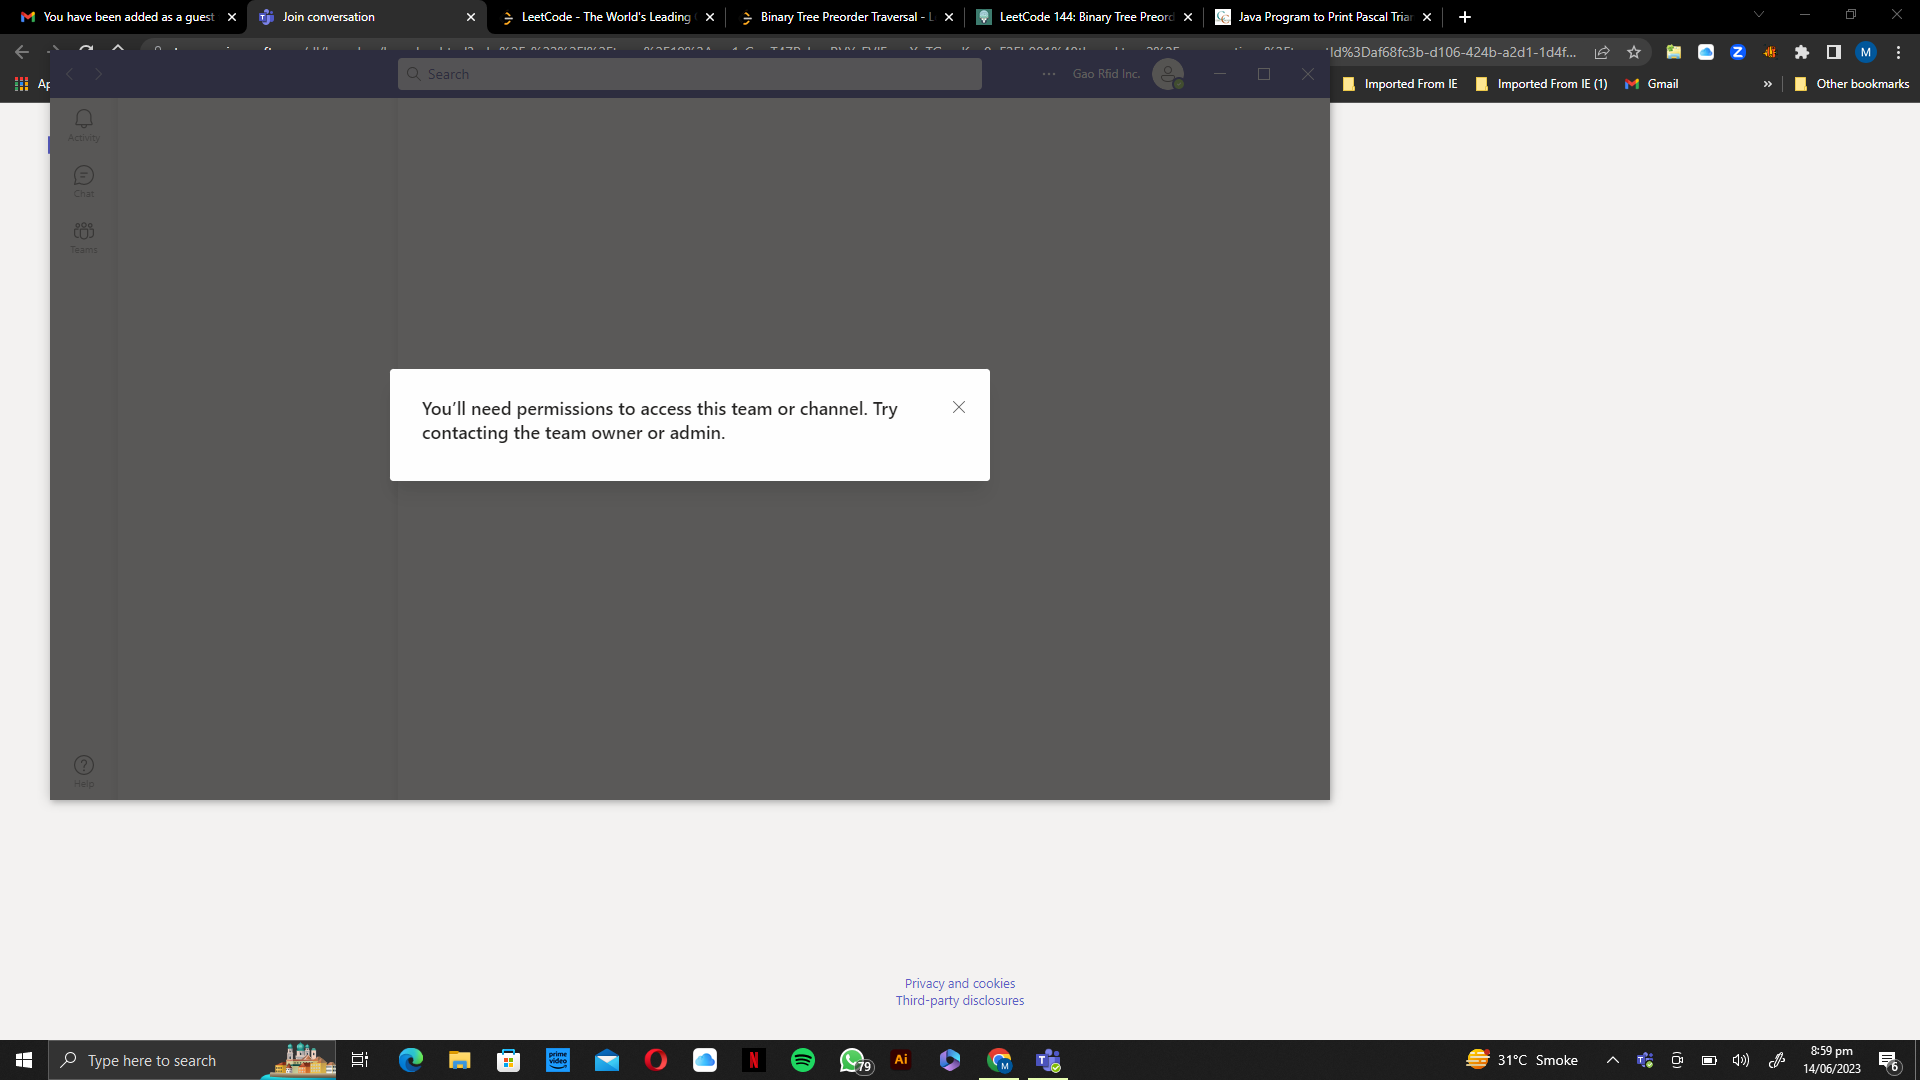 You have been added as a guest
Join conversation
LeetCode - The World's Leading
Binary Tree Preorder Traversal - L
LeetCode 144: Binary Tree Preord
Java Program to Print Pascal Trian
ld%3Daf68fc3b-d106-424b-a2d1-1d4f...
M
Ap
Imported From IE
Imported From IE (1)
Gmail
»
Other bookmarks
Search
Gao Rfid Inc.
Activity
Chat
Teams
You'll need permissions to access this team or channel. Try
contacting the team owner or admin.
Help
Privacy and cookies
Third-party disclosures
Type here to search
prime video
N
79
Ai
M
31°C Smoke
8:59 pm
14/06/2023
6